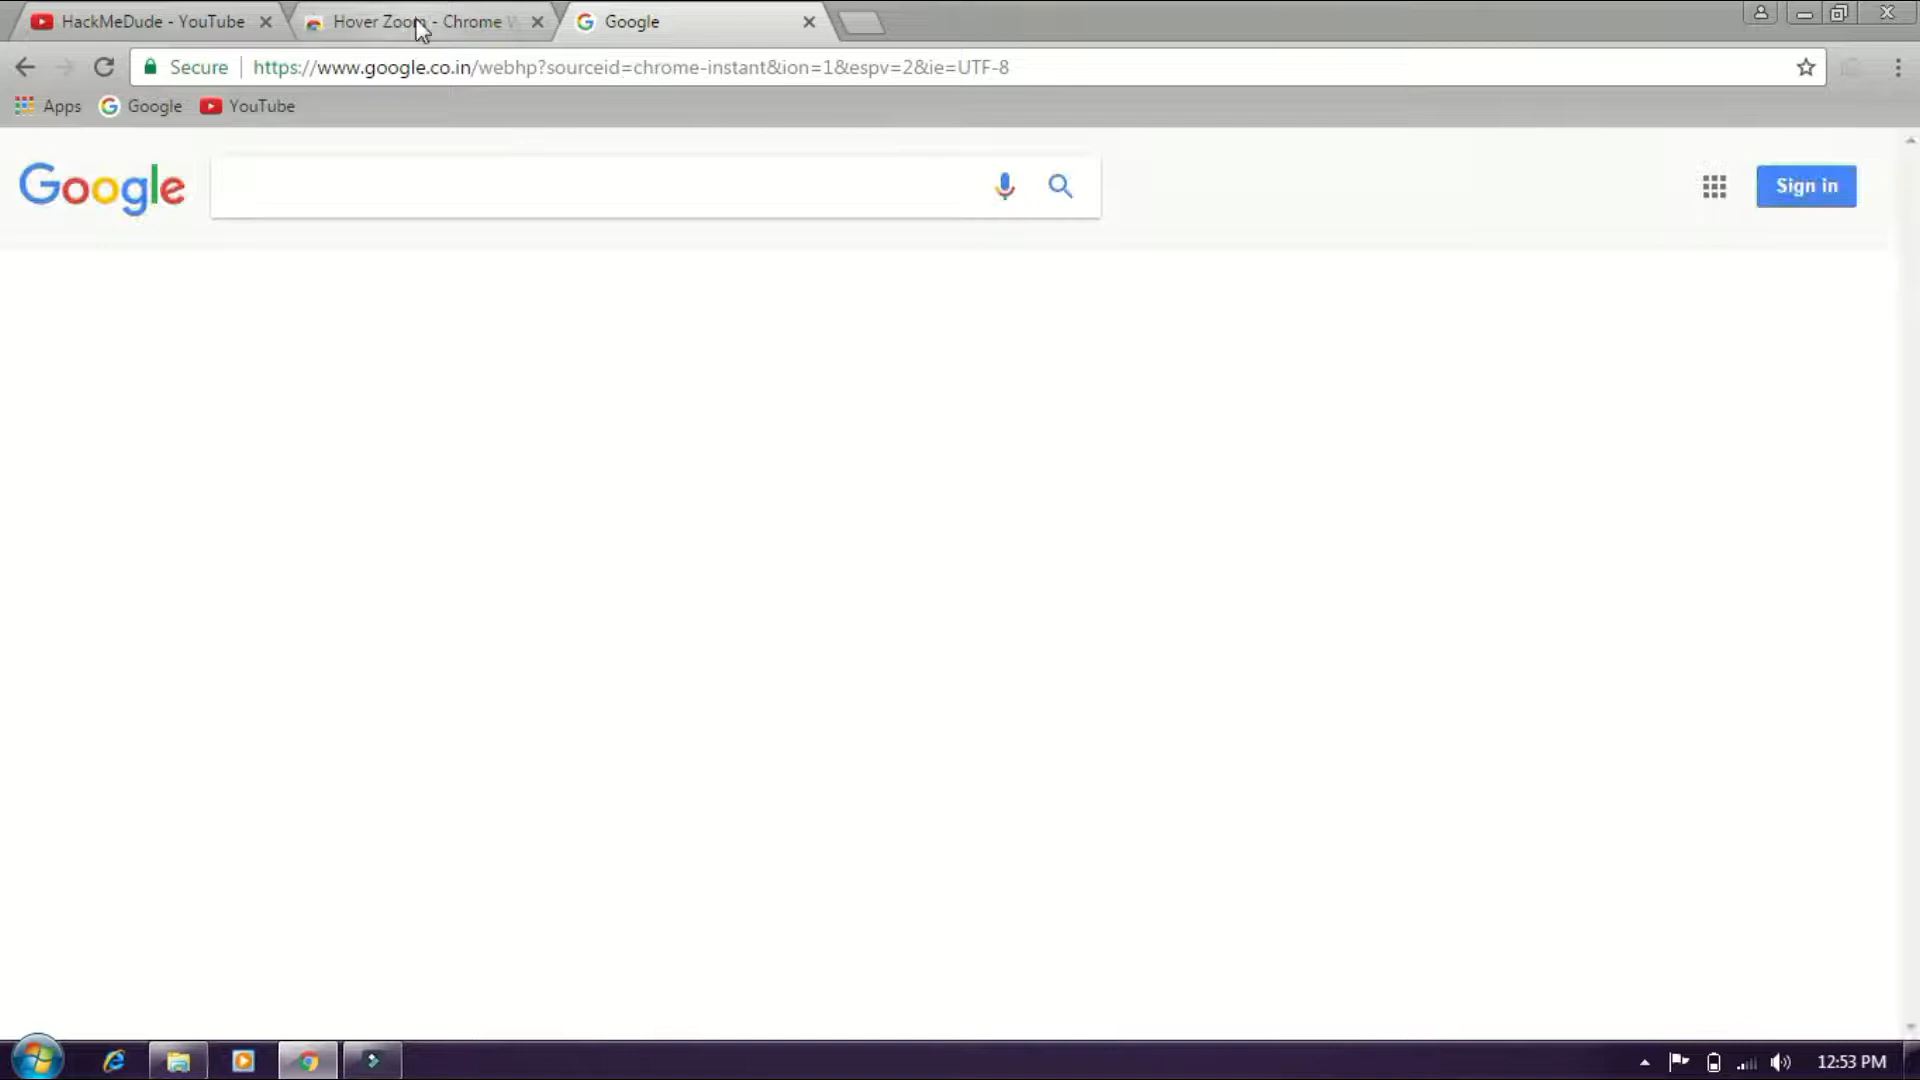 HackMeDude - YouTube
Hover Zoom - Chrome
Google
Secure
https://www.google.co.in/webhp?sourceid=chrome-instant&ion=1&espv=2&ie=UTF-8
Apps
Google
YouTube
Google
Sign in
12:53 PM